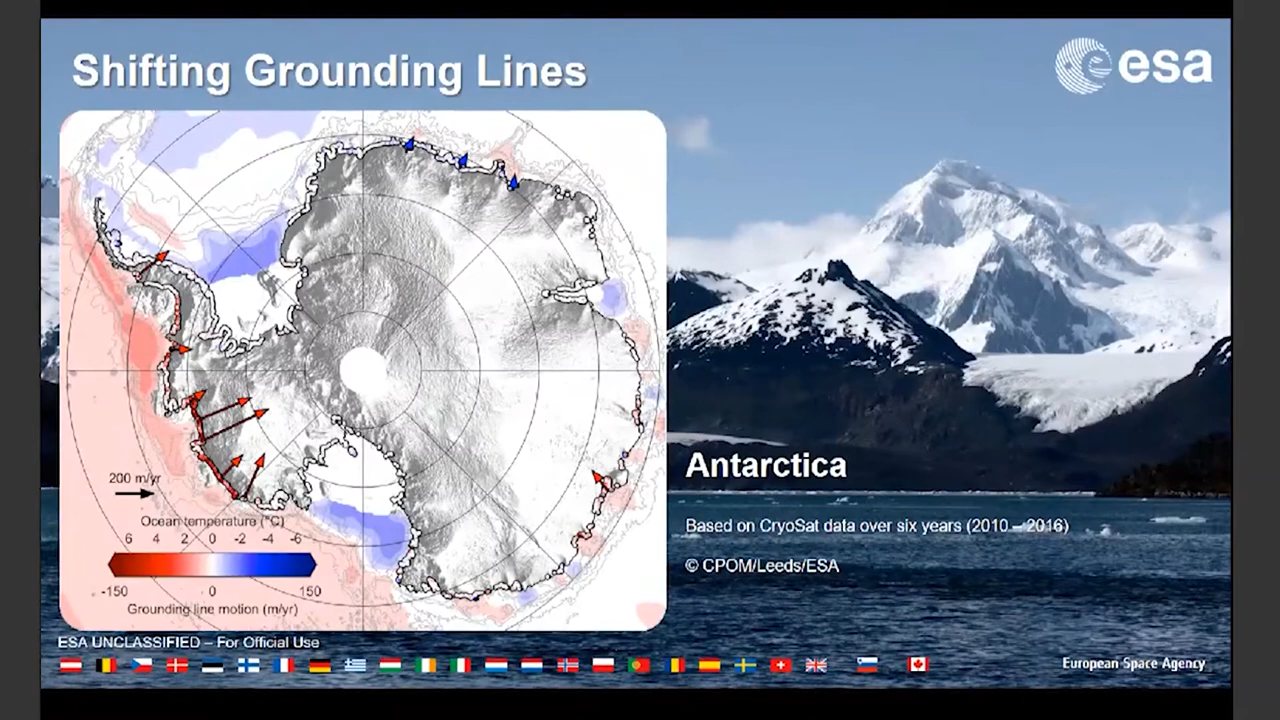 Shifting Grounding Lines
esa
200 m/yr
Ocean temperature (°C)
6 4 2 0 -2 -4 -6
-150 0 150
Grounding line motion (m/yr)
Antarctica
Based on CryoSat data over six years (2010 – 2016)
© CPOM/Leeds/ESA
ESA UNCLASSIFIED – For Official Use
European Space Agency